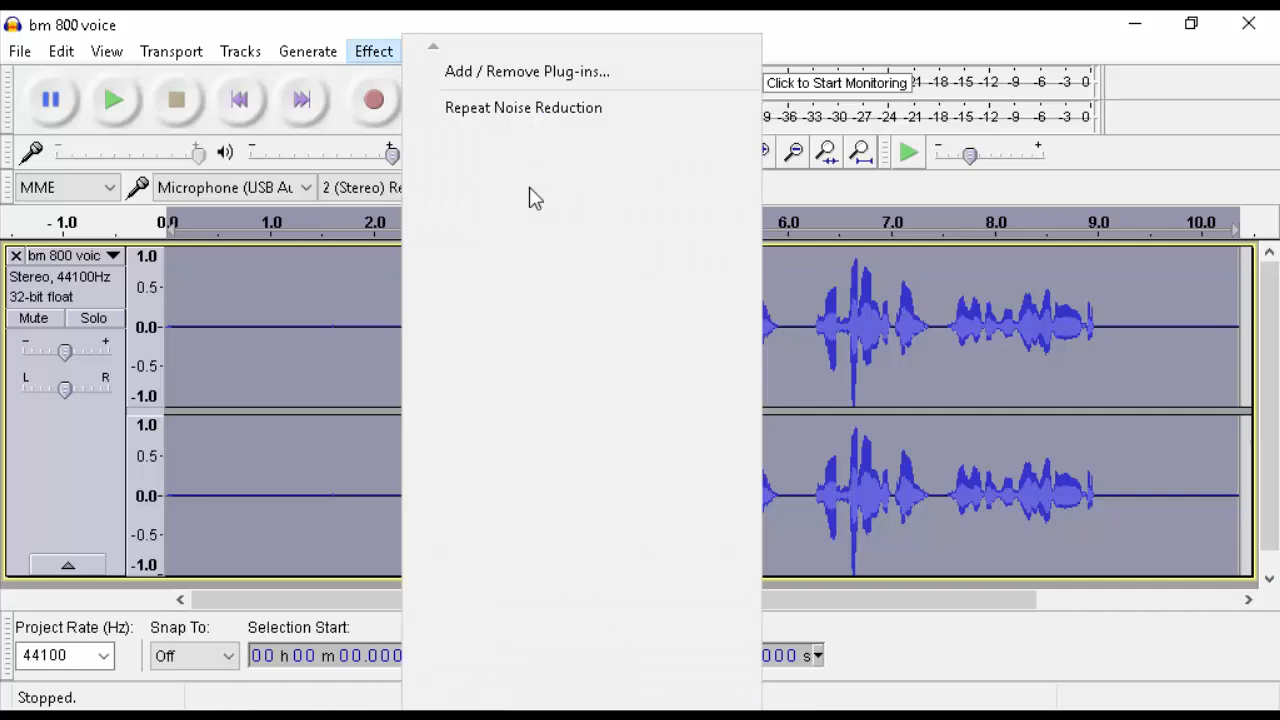 bm 800 voice
File Edit View Transport Tracks Generate Effect
Add / Remove Plug-ins...
Repeat Noise Reduction
Click to Start Monitoring 21 -18 -15 -12 -9 -6 -3 0
9 -36 -33 -30 -27 -24 -21 -18 -15 -12 -9 -6 -3 0
- + - + - +
MME Microphone (USB Au 2 (Stereo) Re
- 1.0 0.0 1.0 2.0 6.0 7.0 8.0 9.0 10.0
bm 800 voic
Stereo, 44100Hz
32-bit float
Mute Solo
- +
L R
1.0
0.5-
0.0-
-0.5-
-1.0
1.0
0.5-
0.0-
-0.5-
-1.0
Project Rate (Hz): Snap To: Selection Start:
44100 Off 00 h 00 m 00.000 000 s
Stopped.